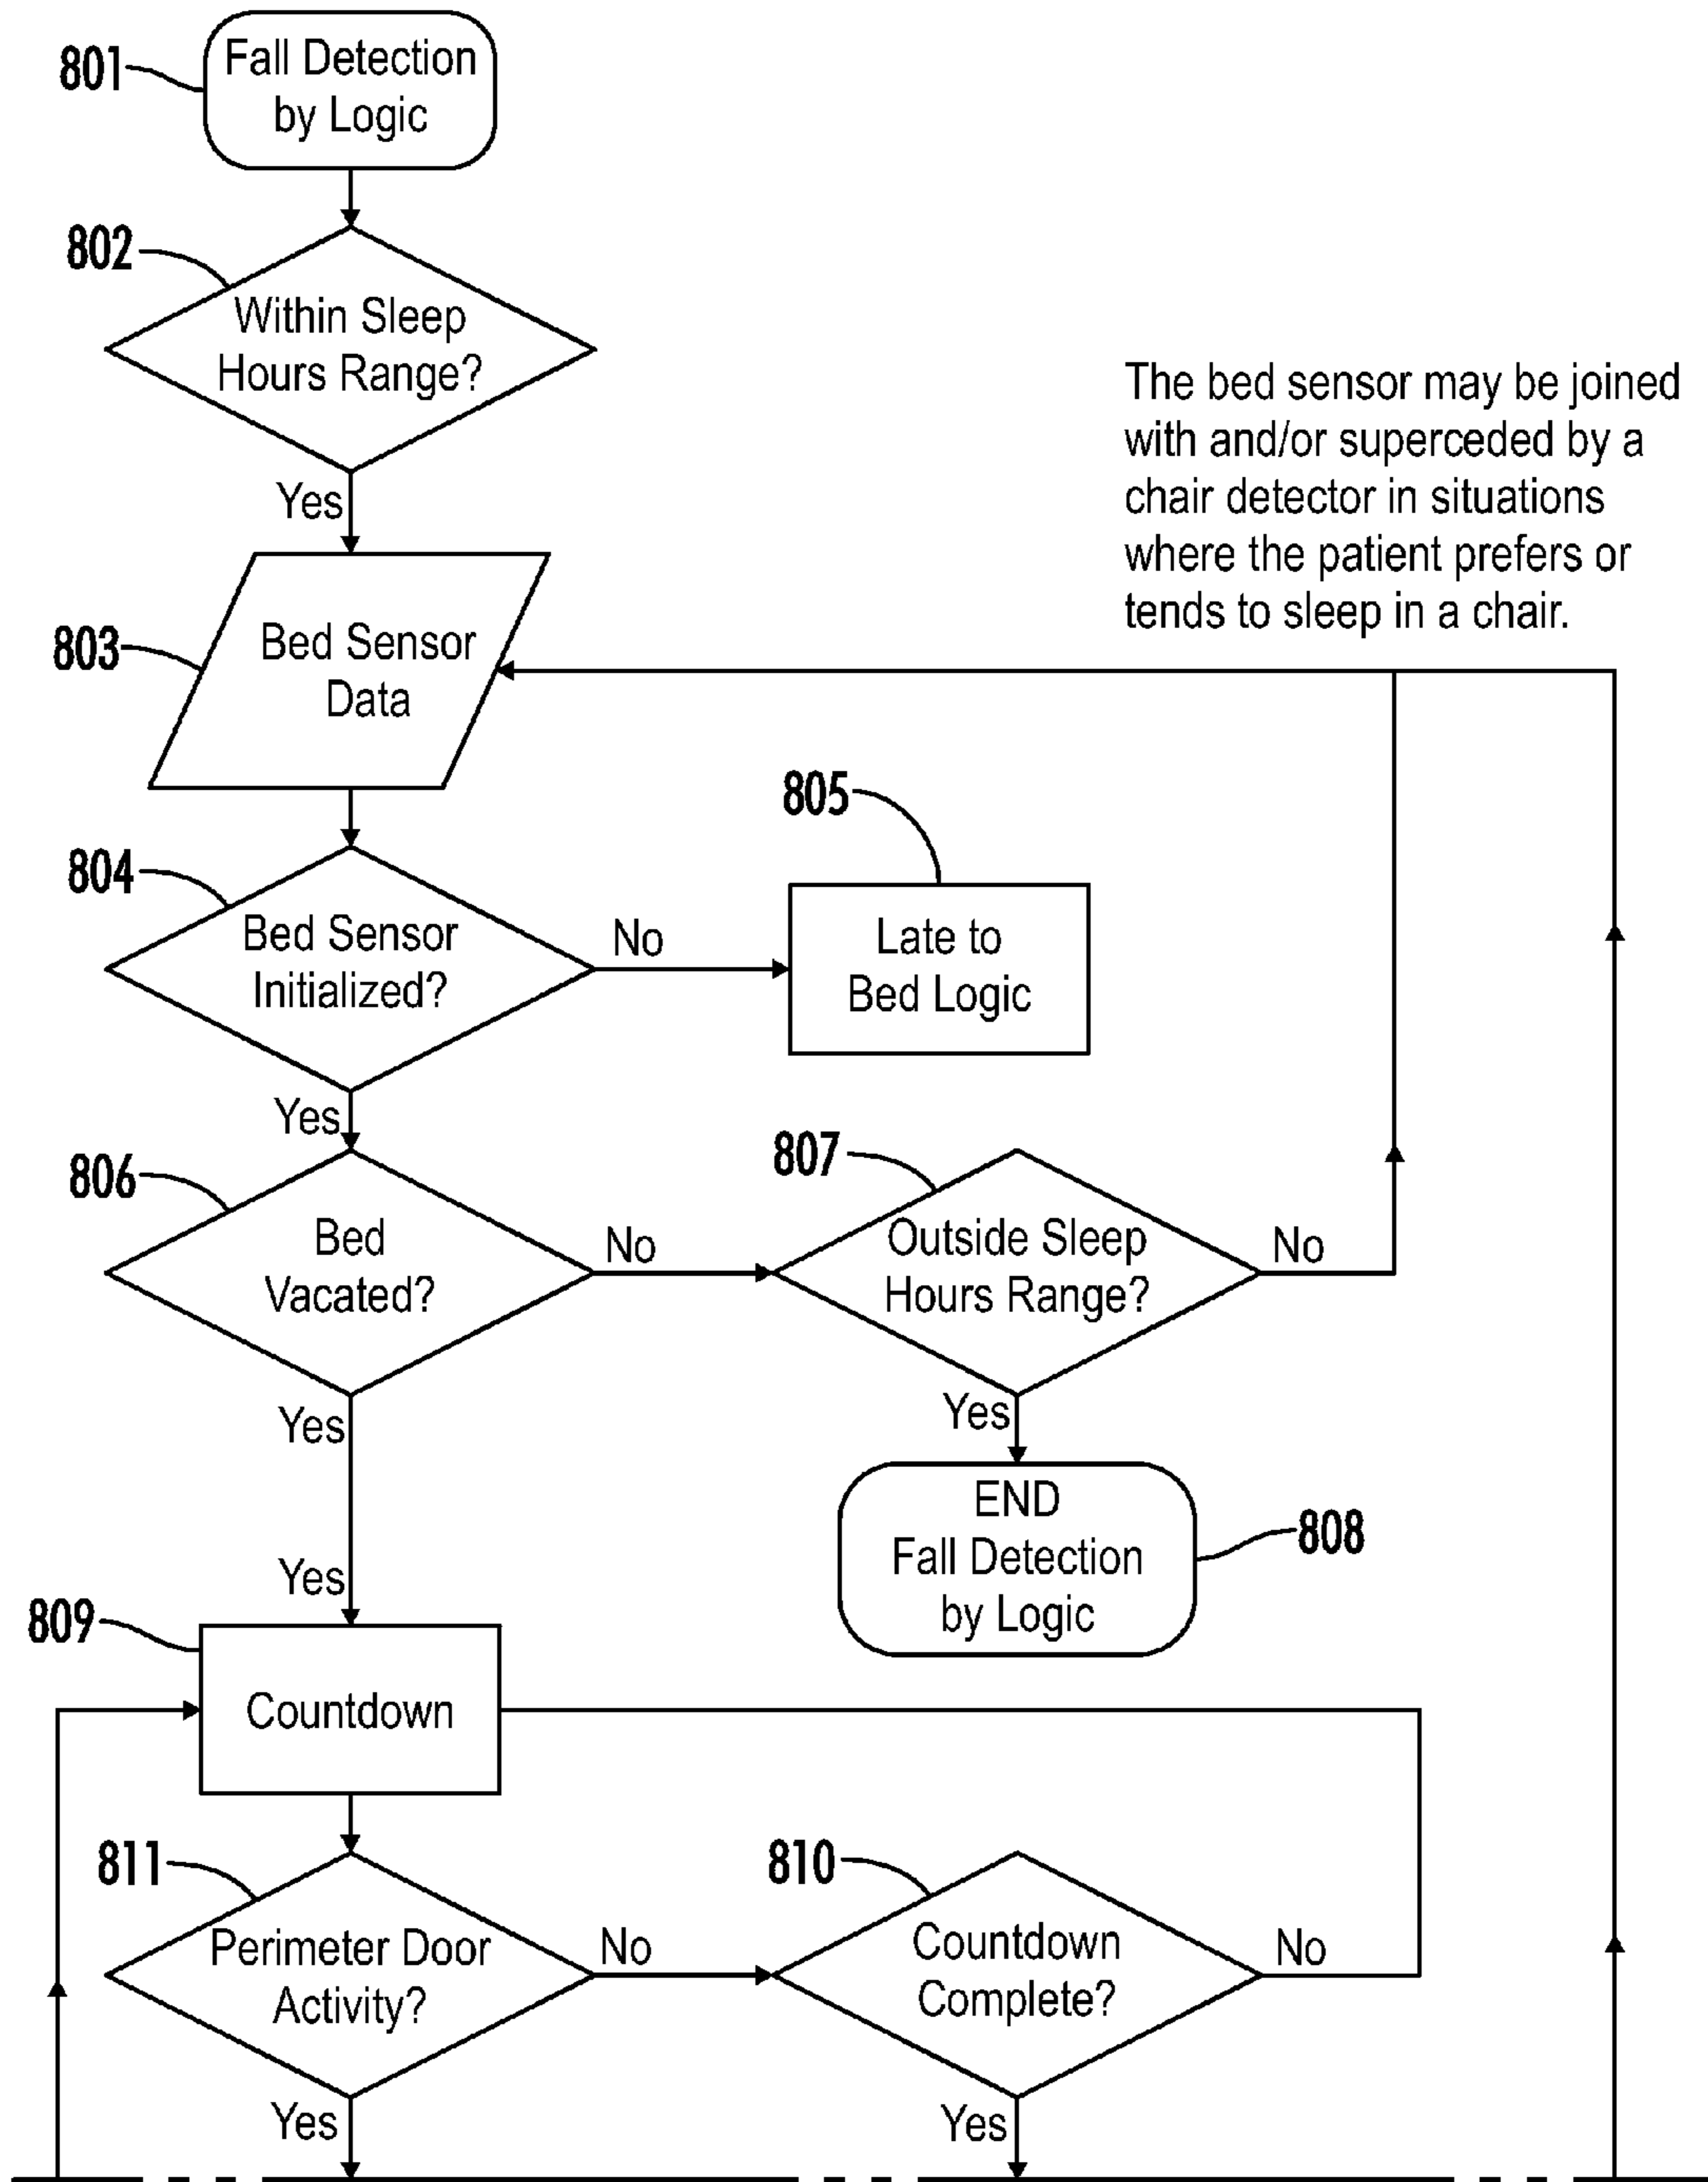 801
Fall Detection
by Logic
802
Within Sleep
Hours Range?
The bed sensor may be joined
with and/or superceded by a
chair detector in situations
where the patient prefers or
tends to sleep in a chair.
Yes
803
Bed Sensor
Data
805
804
Bed Sensor
Initialized?
No
Late to
Bed Logic
Yes
806
Bed
Vacated?
No
807
Outside Sleep
Hours Range?
No
Yes
Yes
END
Fall Detection
by Logic
808
Yes
809
Countdown
811
Perimeter Door
Activity?
No
810
Countdown
Complete?
No
Yes
Yes